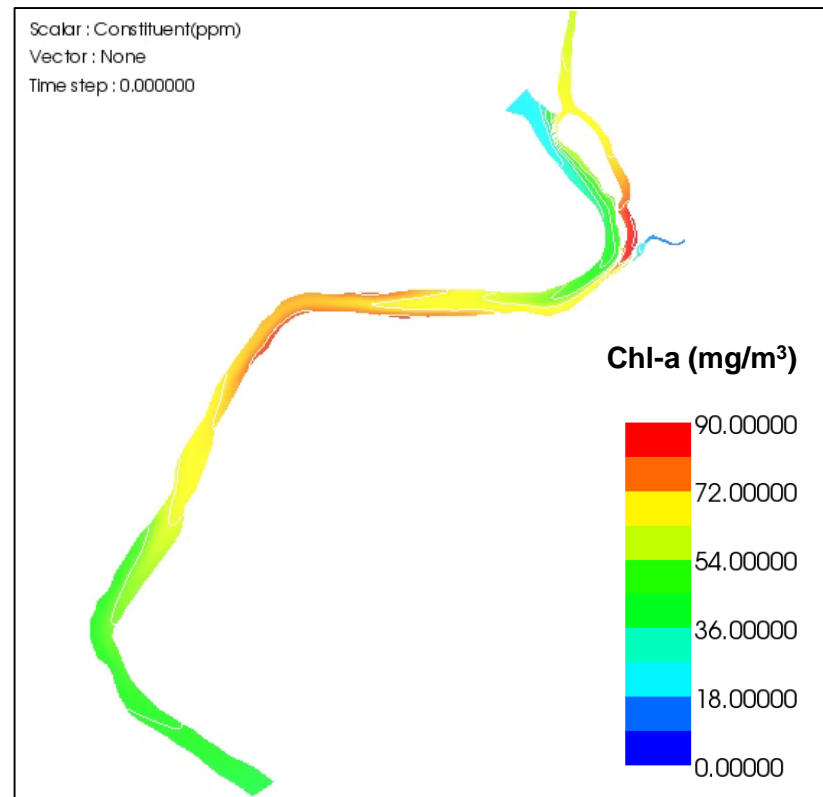 Scalar : Constituent(ppm)
Vector : None
Time step : 0.000000
Chl-a (mg/m³)
90.00000
72.00000
54.00000
36.00000
18.00000
0.00000